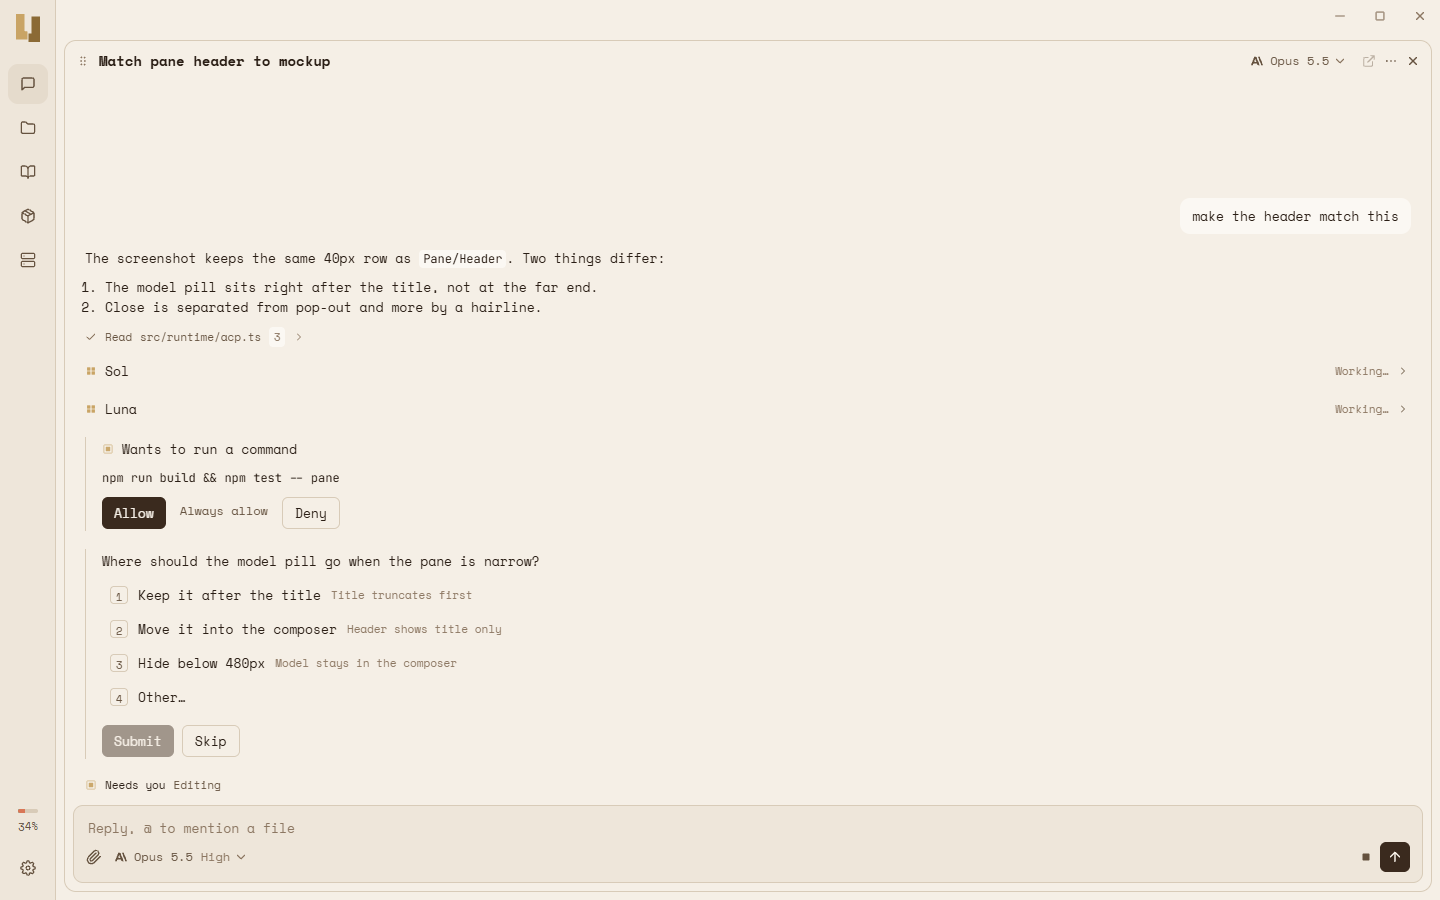 Match pane header to mockup
Opus 5.5
make the header match this
The screenshot keeps the same 40px row as Pane/Header. Two things differ:
1. The model pill sits right after the title, not at the far end.
2. Close is separated from pop-out and more by a hairline.
Read src/runtime/acp.ts 3
Sol Working…
Luna Working…
Wants to run a command
npm run build && npm test -- pane
Allow Always allow Deny
Where should the model pill go when the pane is narrow?
1 Keep it after the title Title truncates first
2 Move it into the composer Header shows title only
3 Hide below 480px Model stays in the composer
4 Other…
Submit Skip
Needs you Editing
34%
Reply, @ to mention a file
Opus 5.5 High